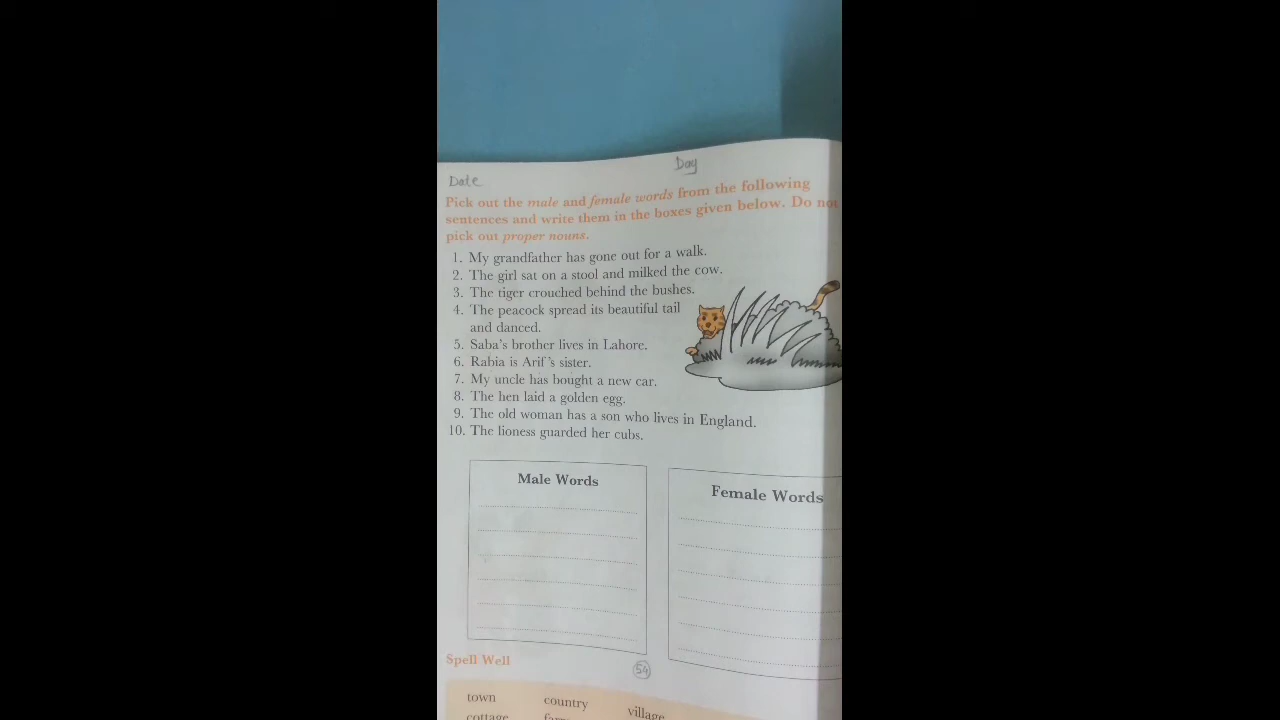 Date
Day
Pick out the male and female words from the following
sentences and write them in the boxes given below. Do not
pick out proper nouns.
1. My grandfather has gone out for a walk.
2. The girl sat on a stool and milked the cow.
3. The tiger crouched behind the bushes.
4. The peacock spread its beautiful tail
and danced.
5. Saba's brother lives in Lahore.
6. Rabia is Arif's sister.
7. My uncle has bought a new car.
8. The hen laid a golden egg.
9. The old woman has a son who lives in England.
10. The lioness guarded her cubs.
Male Words
Female Words
Spell Well
54
town country village
cottage